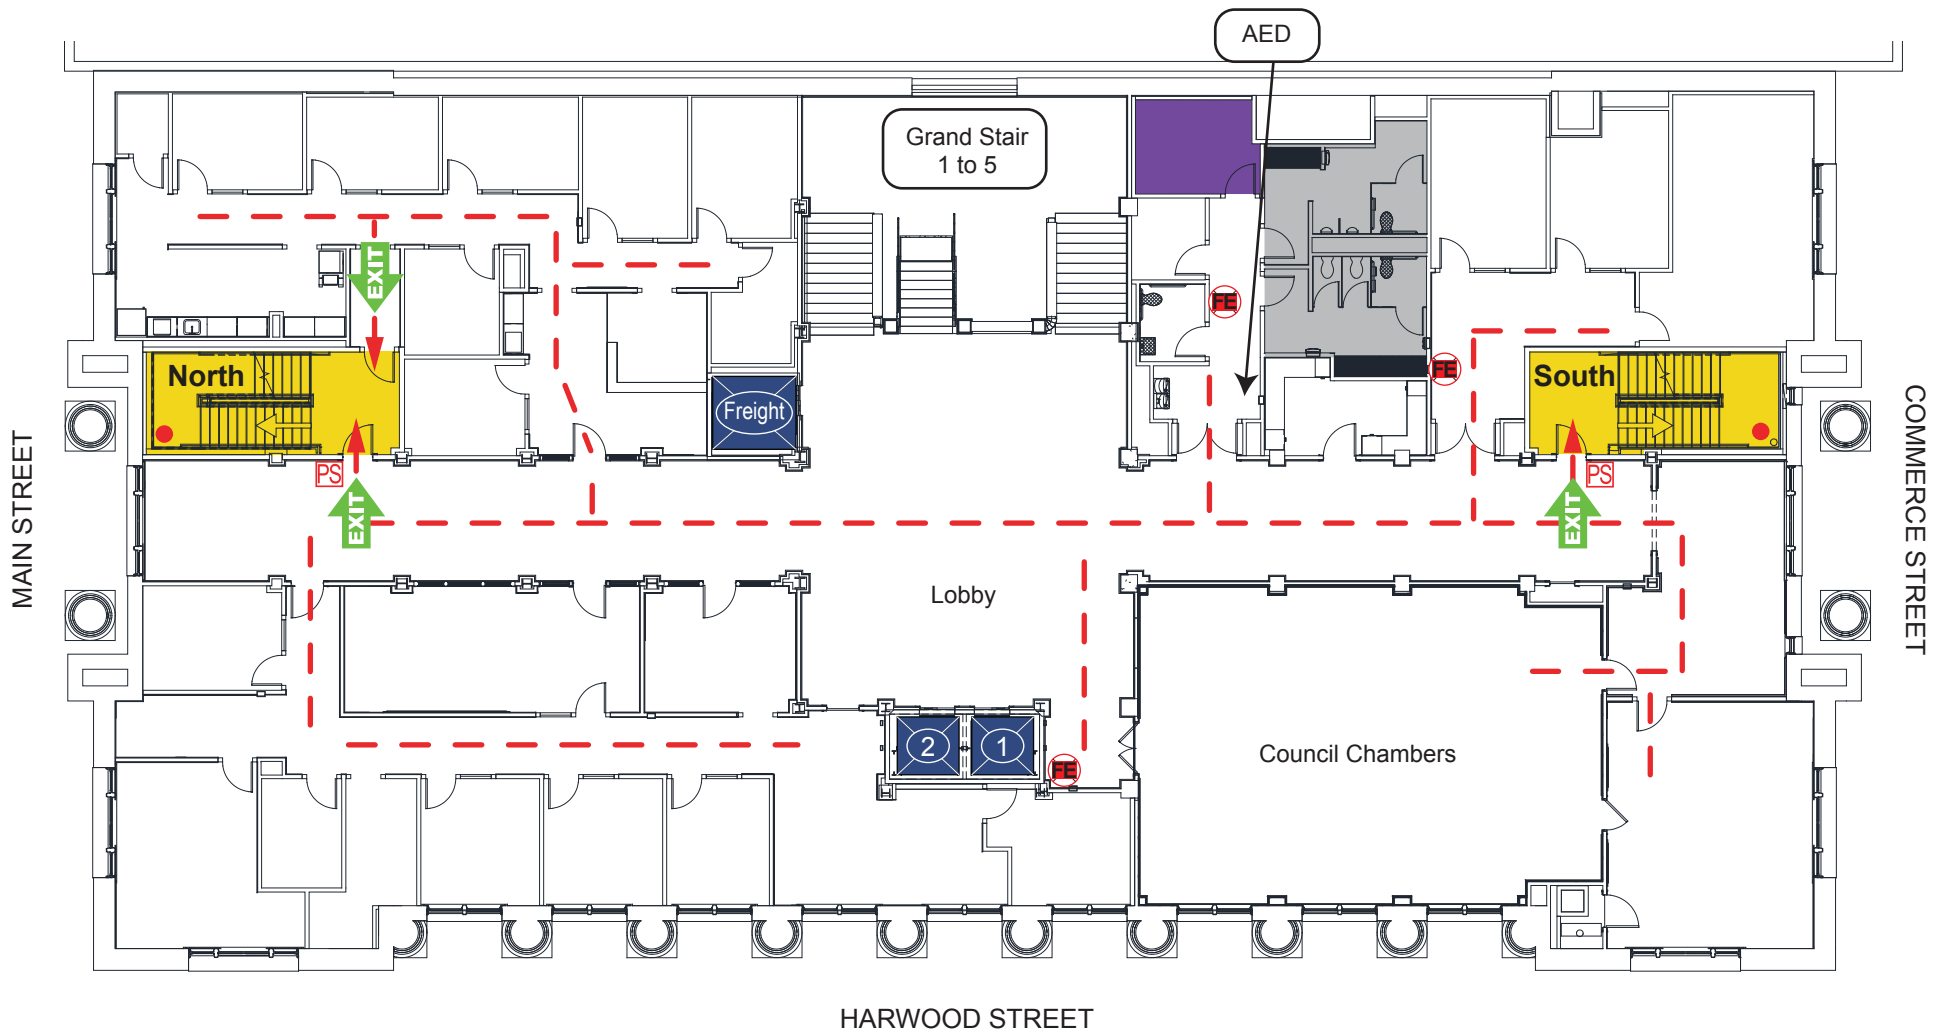 AED
Grand Stair
1 to 5
EXIT
FE
North
FE
South
Freight
PS
EXIT
PS
EXIT
MAIN STREET
COMMERCE STREET
Lobby
2
1
FE
Council Chambers
HARWOOD STREET